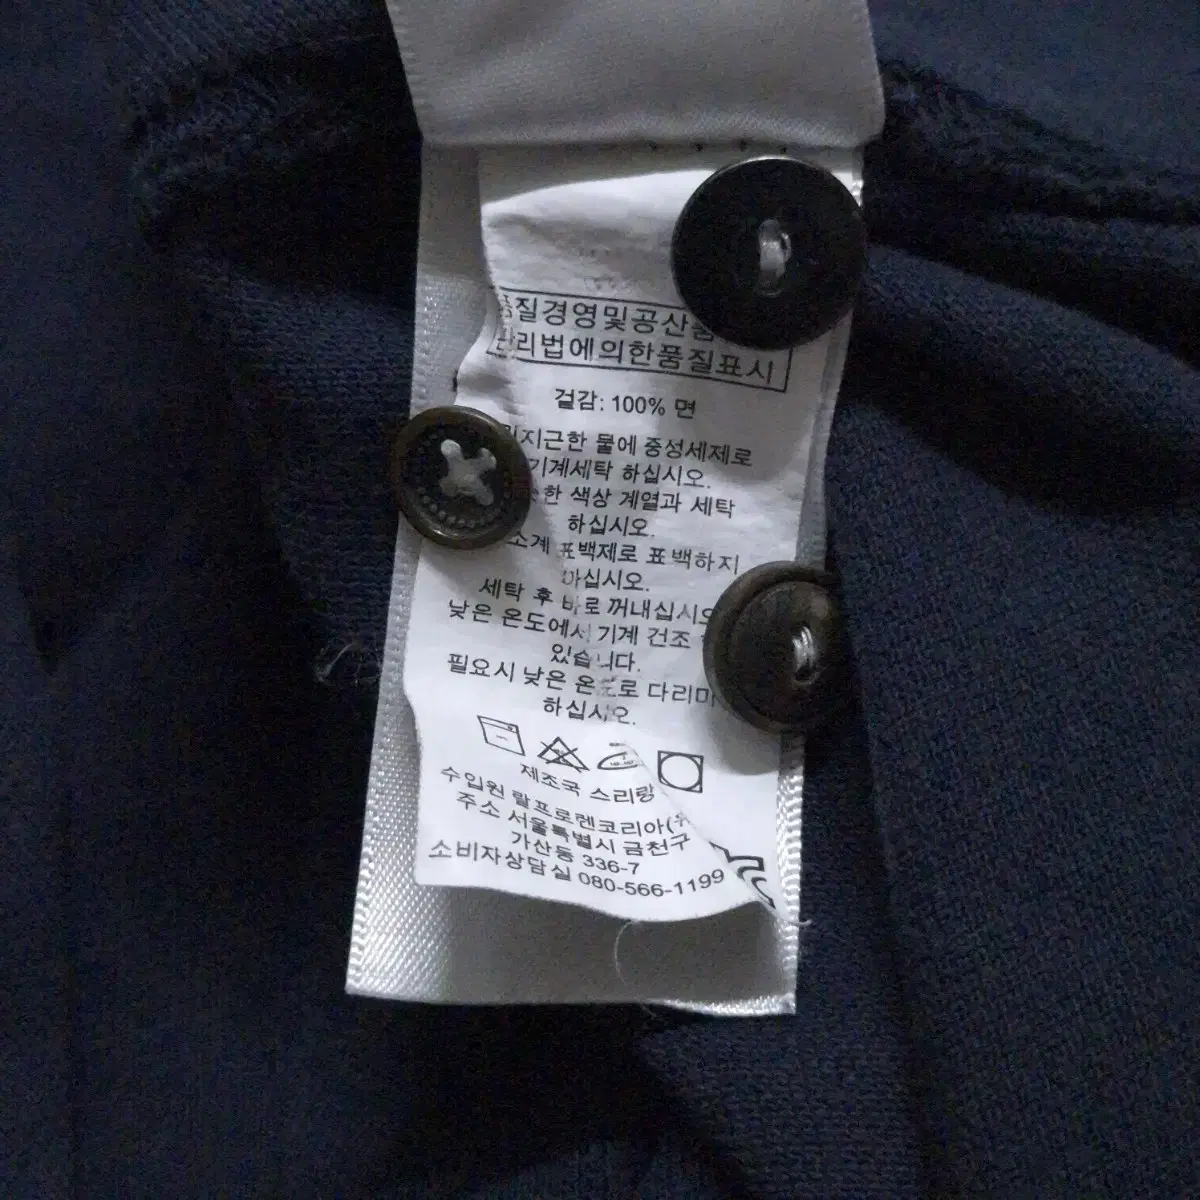 품질경영및공산품
관리법에의한품질표시
겉감: 100% 면
미지근한 물에 중성세제로
기계세탁 하십시오.
비슷한 색상 계열과 세탁
하십시오.
소계 표백제로 표백하지
마십시오.
세탁 후 바로 꺼내십시오
낮은 온도에서 기계 건조
있습니다.
필요시 낮은 온도로 다리미
하십시오.
제조국 스리랑
수입원 랄프로렌코리아(유
주소 서울특별시 금천구
가산동 336-7
소비자상담실 080-566-1199